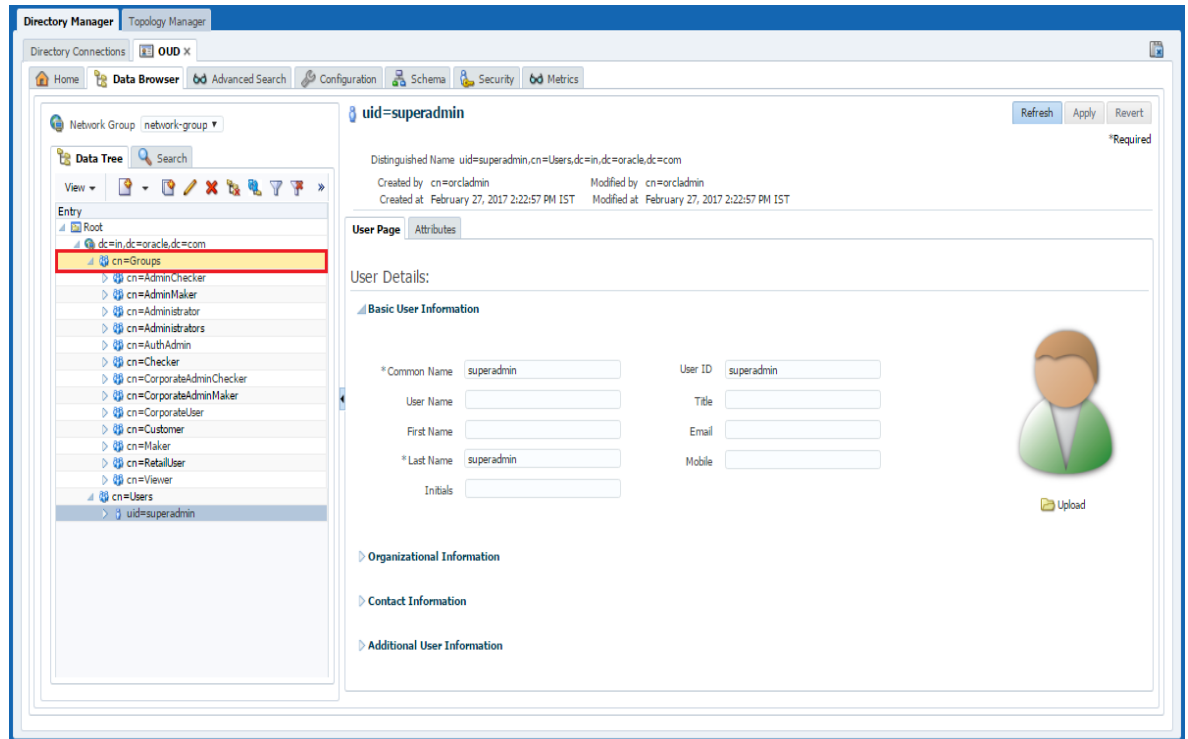 Directory Manager Topology Manager
Directory Connections OUD ×
Home Data Browser Advanced Search Configuration Schema Security Metrics
Network Group network-group
Data Tree Search
View »
Entry
Root
dc=in,dc=oracle,dc=com
cn=Groups
cn=AdminChecker
cn=AdminMaker
cn=Administrator
cn=Administrators
cn=AuthAdmin
cn=Checker
cn=CorporateAdminChecker
cn=CorporateAdminMaker
cn=CorporateUser
cn=Customer
cn=Maker
cn=RetailUser
cn=Viewer
cn=Users
uid=superadmin
uid=superadmin
Refresh Apply Revert
*Required
Distinguished Name uid=superadmin,cn=Users,dc=in,dc=oracle,dc=com
Created by cn=orcladmin Modified by cn=orcladmin
Created at February 27, 2017 2:22:57 PM IST Modified at February 27, 2017 2:22:57 PM IST
User Page Attributes
User Details:
Basic User Information
*Common Name superadmin User ID superadmin
User Name Title
First Name Email
*Last Name superadmin Mobile
Initials
Upload
Organizational Information
Contact Information
Additional User Information